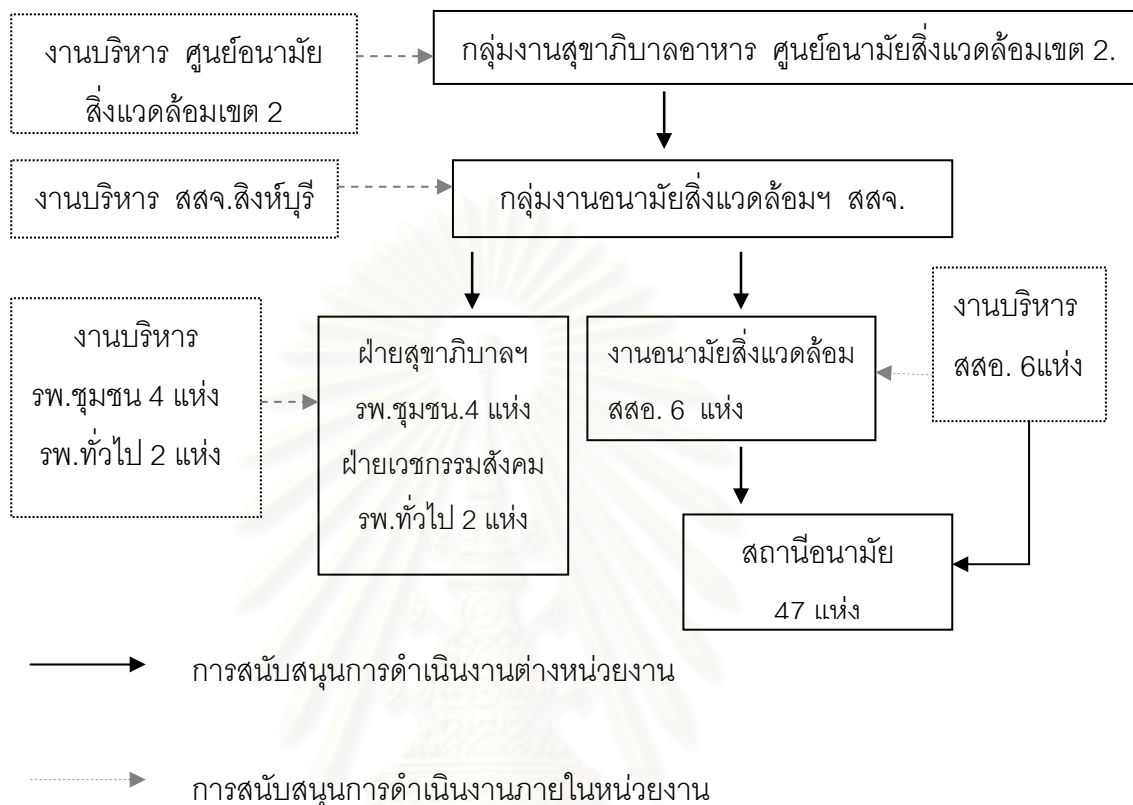 งานบริหาร ศูนย์อนามัย
สิ่งแวดล้อมเขต 2
กลุ่มงานสุขาภิบาลอาหาร ศูนย์อนามัยสิ่งแวดล้อมเขต 2.
งานบริหาร สสจ.สิงห์บุรี
กลุ่มงานอนามัยสิ่งแวดล้อมฯ สสจ.
งานบริหาร
รพ.ชุมชน 4 แห่ง
รพ.ทั่วไป 2 แห่ง
ฝ่ายสุขาภิบาลฯ
รพ.ชุมชน.4 แห่ง
ฝ่ายเวชกรรมสังคม
รพ.ทั่วไป 2 แห่ง
งานอนามัยสิ่งแวดล้อม
สสอ. 6 แห่ง
งานบริหาร
สสอ. 6แห่ง
สถานีอนามัย
47 แห่ง
การสนับสนุนการดำเนินงานต่างหน่วยงาน
การสนับสนุนการดำเนินงานภายในหน่วยงาน